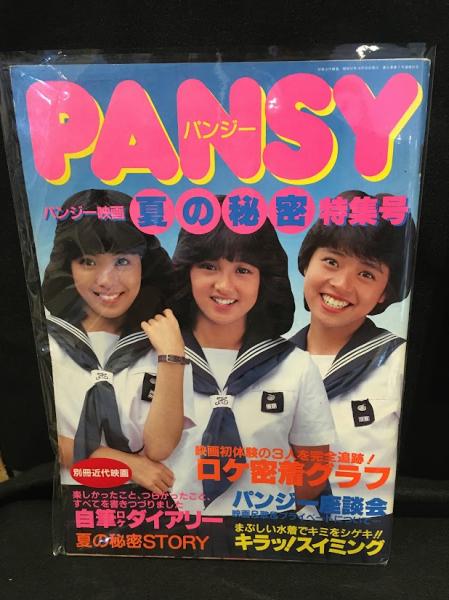 PANSY
パンジー
パンジー映画 夏の秘密 特集号
映画初体験の3人を完全追跡!
ロケ密着グラフ
別冊近代映画
楽しかったこと、つらかったこと、
すべてを書きつづりました
自筆ロケダイアリー
夏の秘密STORY
パンジー座談会
まぶしい水着でキミをシゲキ!!
キラッ!スイミング